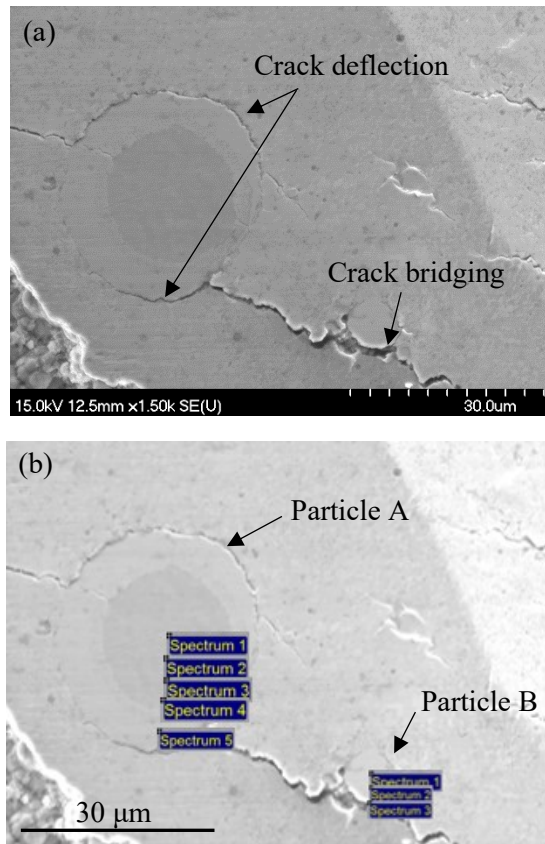 (a)
Crack deflection
Crack bridging
15.0kV 12.5mm x1.50k SE(U)
30.0um
(b)
Particle A
Spectrum 1
Spectrum 2
Spectrum 3
Spectrum 4
Spectrum 5
Particle B
Spectrum 1
Spectrum 2
Spectrum 3
30 μm